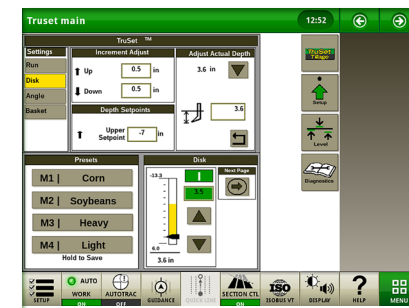 Truset main
12:52
TruSet TM
Settings
Run
Disk
Angle
Basket
Increment Adjust
Up 0.5 in
Down 0.5 in
Depth Setpoints
Upper Setpoint -7 in
Adjust Actual Depth
3.6 in
3.6
TruSet
Tillage
Setup
Level
Diagnostics
Presets
M1 | Corn
M2 | Soybeans
M3 | Heavy
M4 | Light
Hold to Save
Disk
-13.3
3.5
6.0
3.6 in
Next Page
SETUP
AUTO
WORK
ON
AUTOTRAC
OFF
GUIDANCE
QUICK LINE
SECTION CTL
ON
ISO
ISOBUS VT
DISPLAY
HELP
MENU